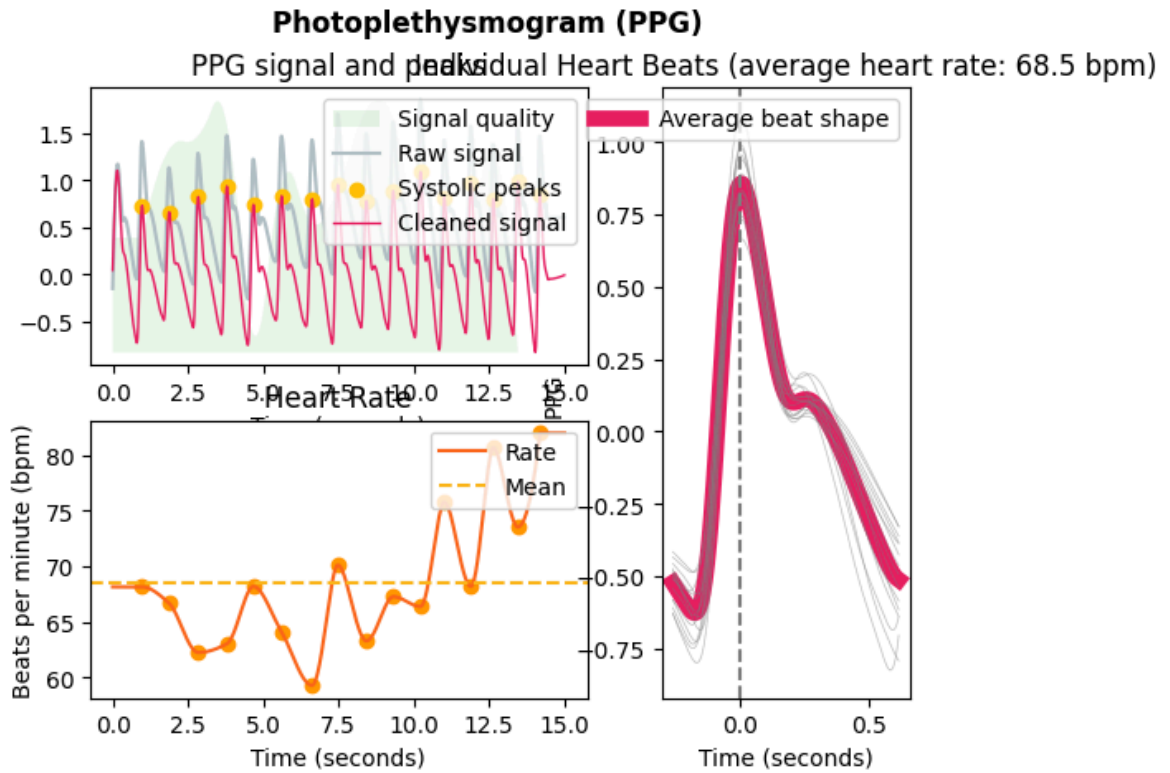 Photoplethysmogram (PPG)
PPG signal and peaks
Individual Heart Beats (average heart rate: 68.5 bpm)
Signal quality
Raw signal
Systolic peaks
Cleaned signal
1.5
1.0
0.5
0.0
−0.5
0.0 2.5 5.0 7.5 10.0 12.5 15.0
Average beat shape
1.00
0.75
0.50
0.25
0.00
−0.25
−0.50
−0.75
0.0 0.5
Time (seconds)
PPG
Heart Rate
Rate
Mean
Beats per minute (bpm)
80
75
70
65
60
0.0 2.5 5.0 7.5 10.0 12.5 15.0
Time (seconds)